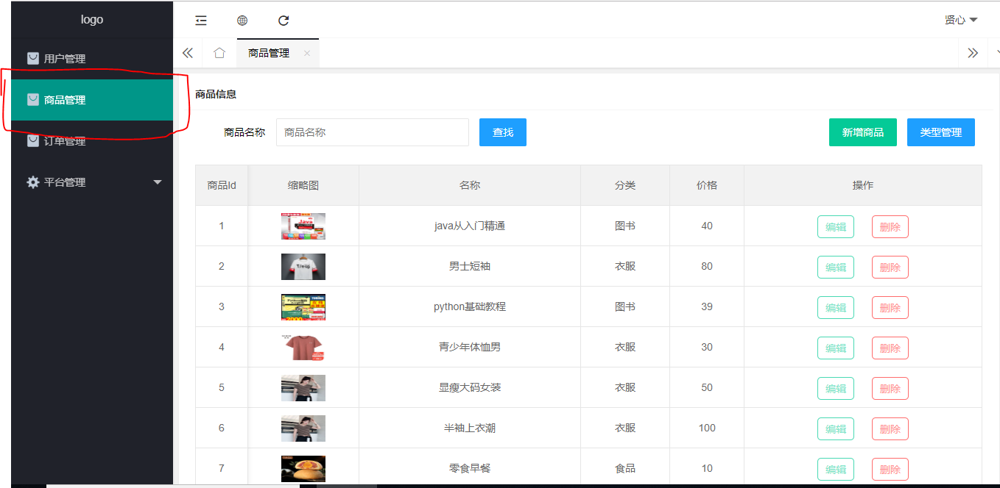 logo
贤心
用户管理
商品管理
订单管理
平台管理
商品管理
商品信息
商品名称 商品名称 查找 新增商品 类型管理
商品Id 缩略图 名称 分类 价格 操作
1 Java java从入门精通 图书 40 编辑 删除
2 男士短袖 衣服 80 编辑 删除
3 Python python基础教程 图书 39 编辑 删除
4 青少年体恤男 衣服 30 编辑 删除
5 显瘦大码女装 衣服 50 编辑 删除
6 半袖上衣潮 衣服 100 编辑 删除
7 零食早餐 食品 10 编辑 删除